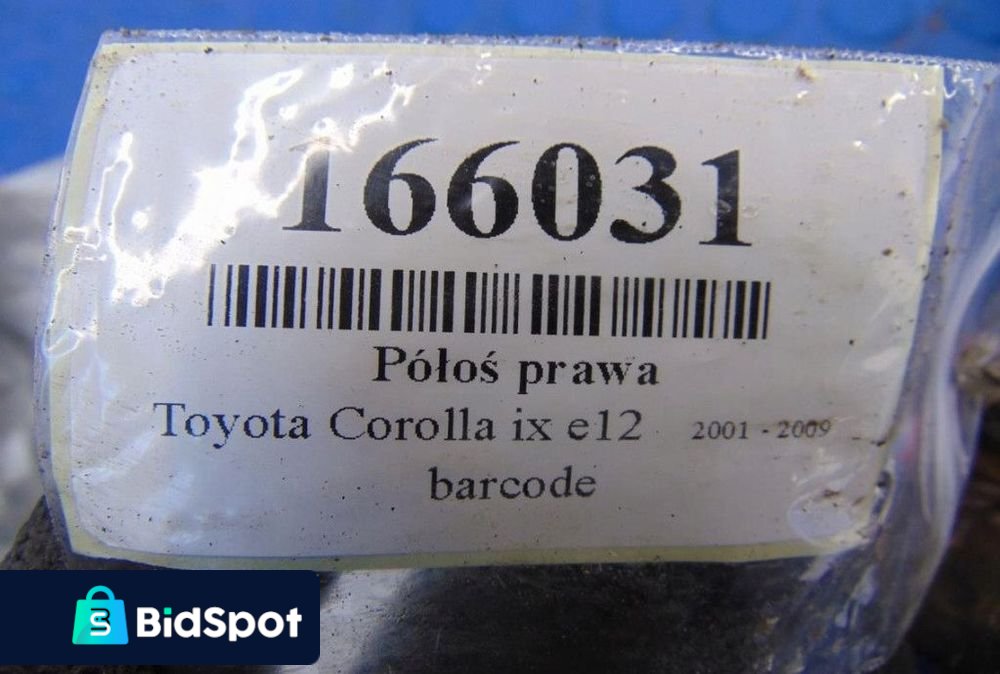 166031
Półoś prawa
Toyota Corolla ix e12 2001 - 2009
barcode
BidSpot